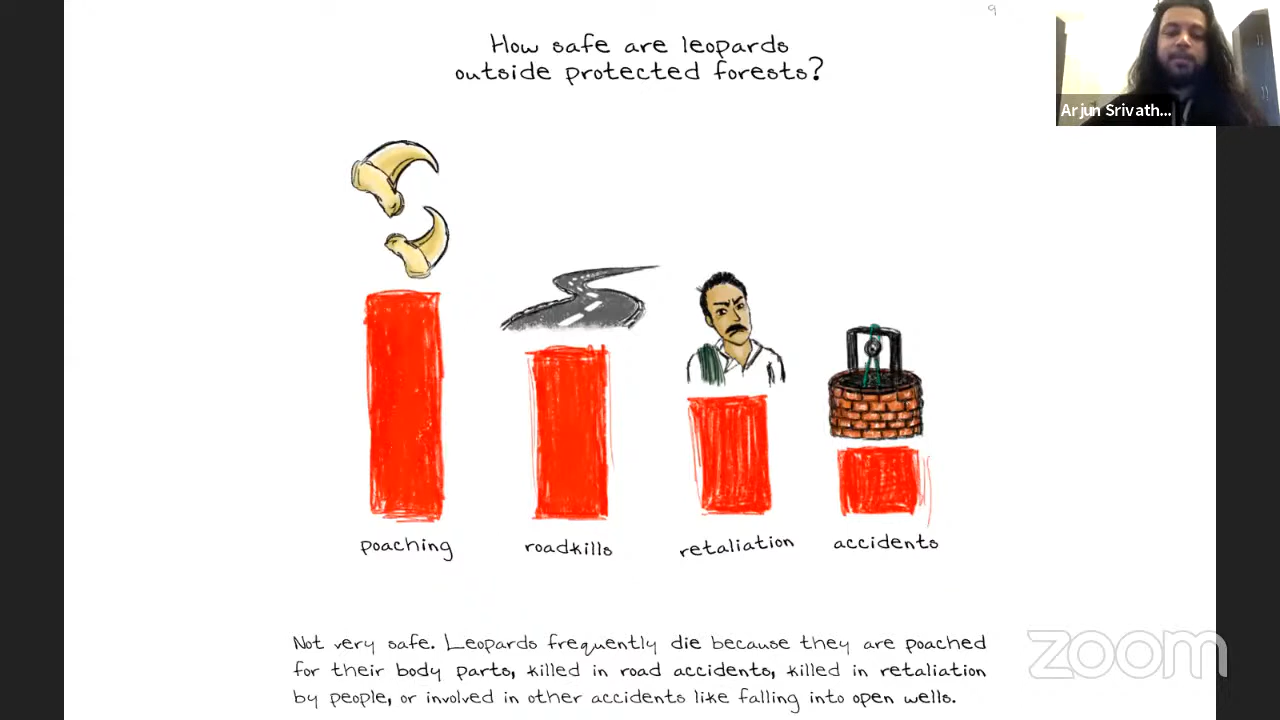 9
How safe are leopards
outside protected forests?
Arjun Srivath...
poaching
roadkills
retaliation
accidents
Not very safe. Leopards frequently die because they are poached
for their body parts, killed in road accidents, killed in retaliation
by people, or involved in other accidents like falling into open wells.
zoom